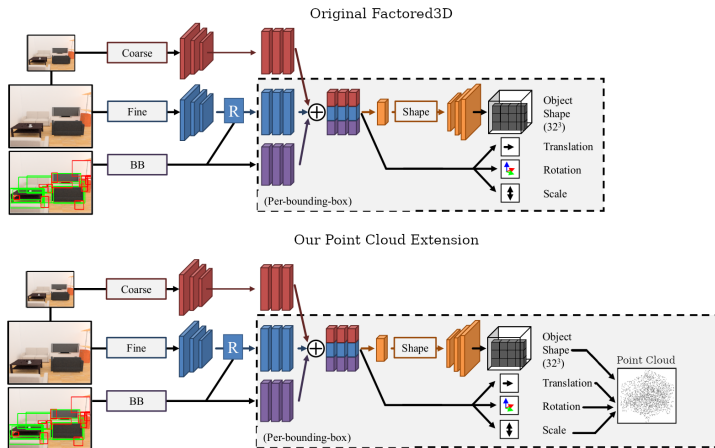 Original Factored3D
Coarse
Fine
R
Shape
Object
Shape
(32³)
Translation
BB
Rotation
Scale
(Per-bounding-box)
Our Point Cloud Extension
Coarse
Fine
R
Shape
Object
Shape
(32³)
Point Cloud
Translation
BB
Rotation
Scale
(Per-bounding-box)